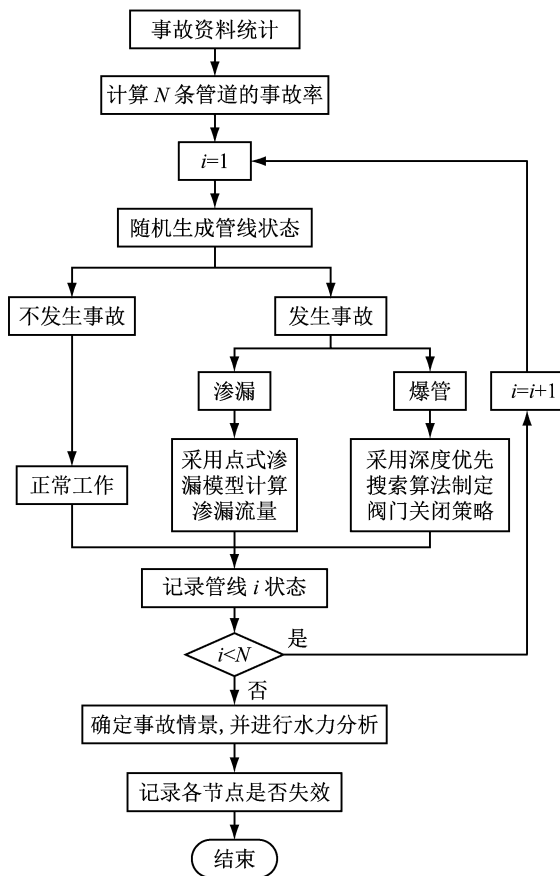 事故资料统计
计算 N 条管道的事故率
i=1
随机生成管线状态
不发生事故
发生事故
渗漏
爆管
i=i+1
正常工作
采用点式渗
漏模型计算
渗漏流量
采用深度优先
搜索算法制定
阀门关闭策略
记录管线 i 状态
i<N
是
否
确定事故情景,并进行水力分析
记录各节点是否失效
结束